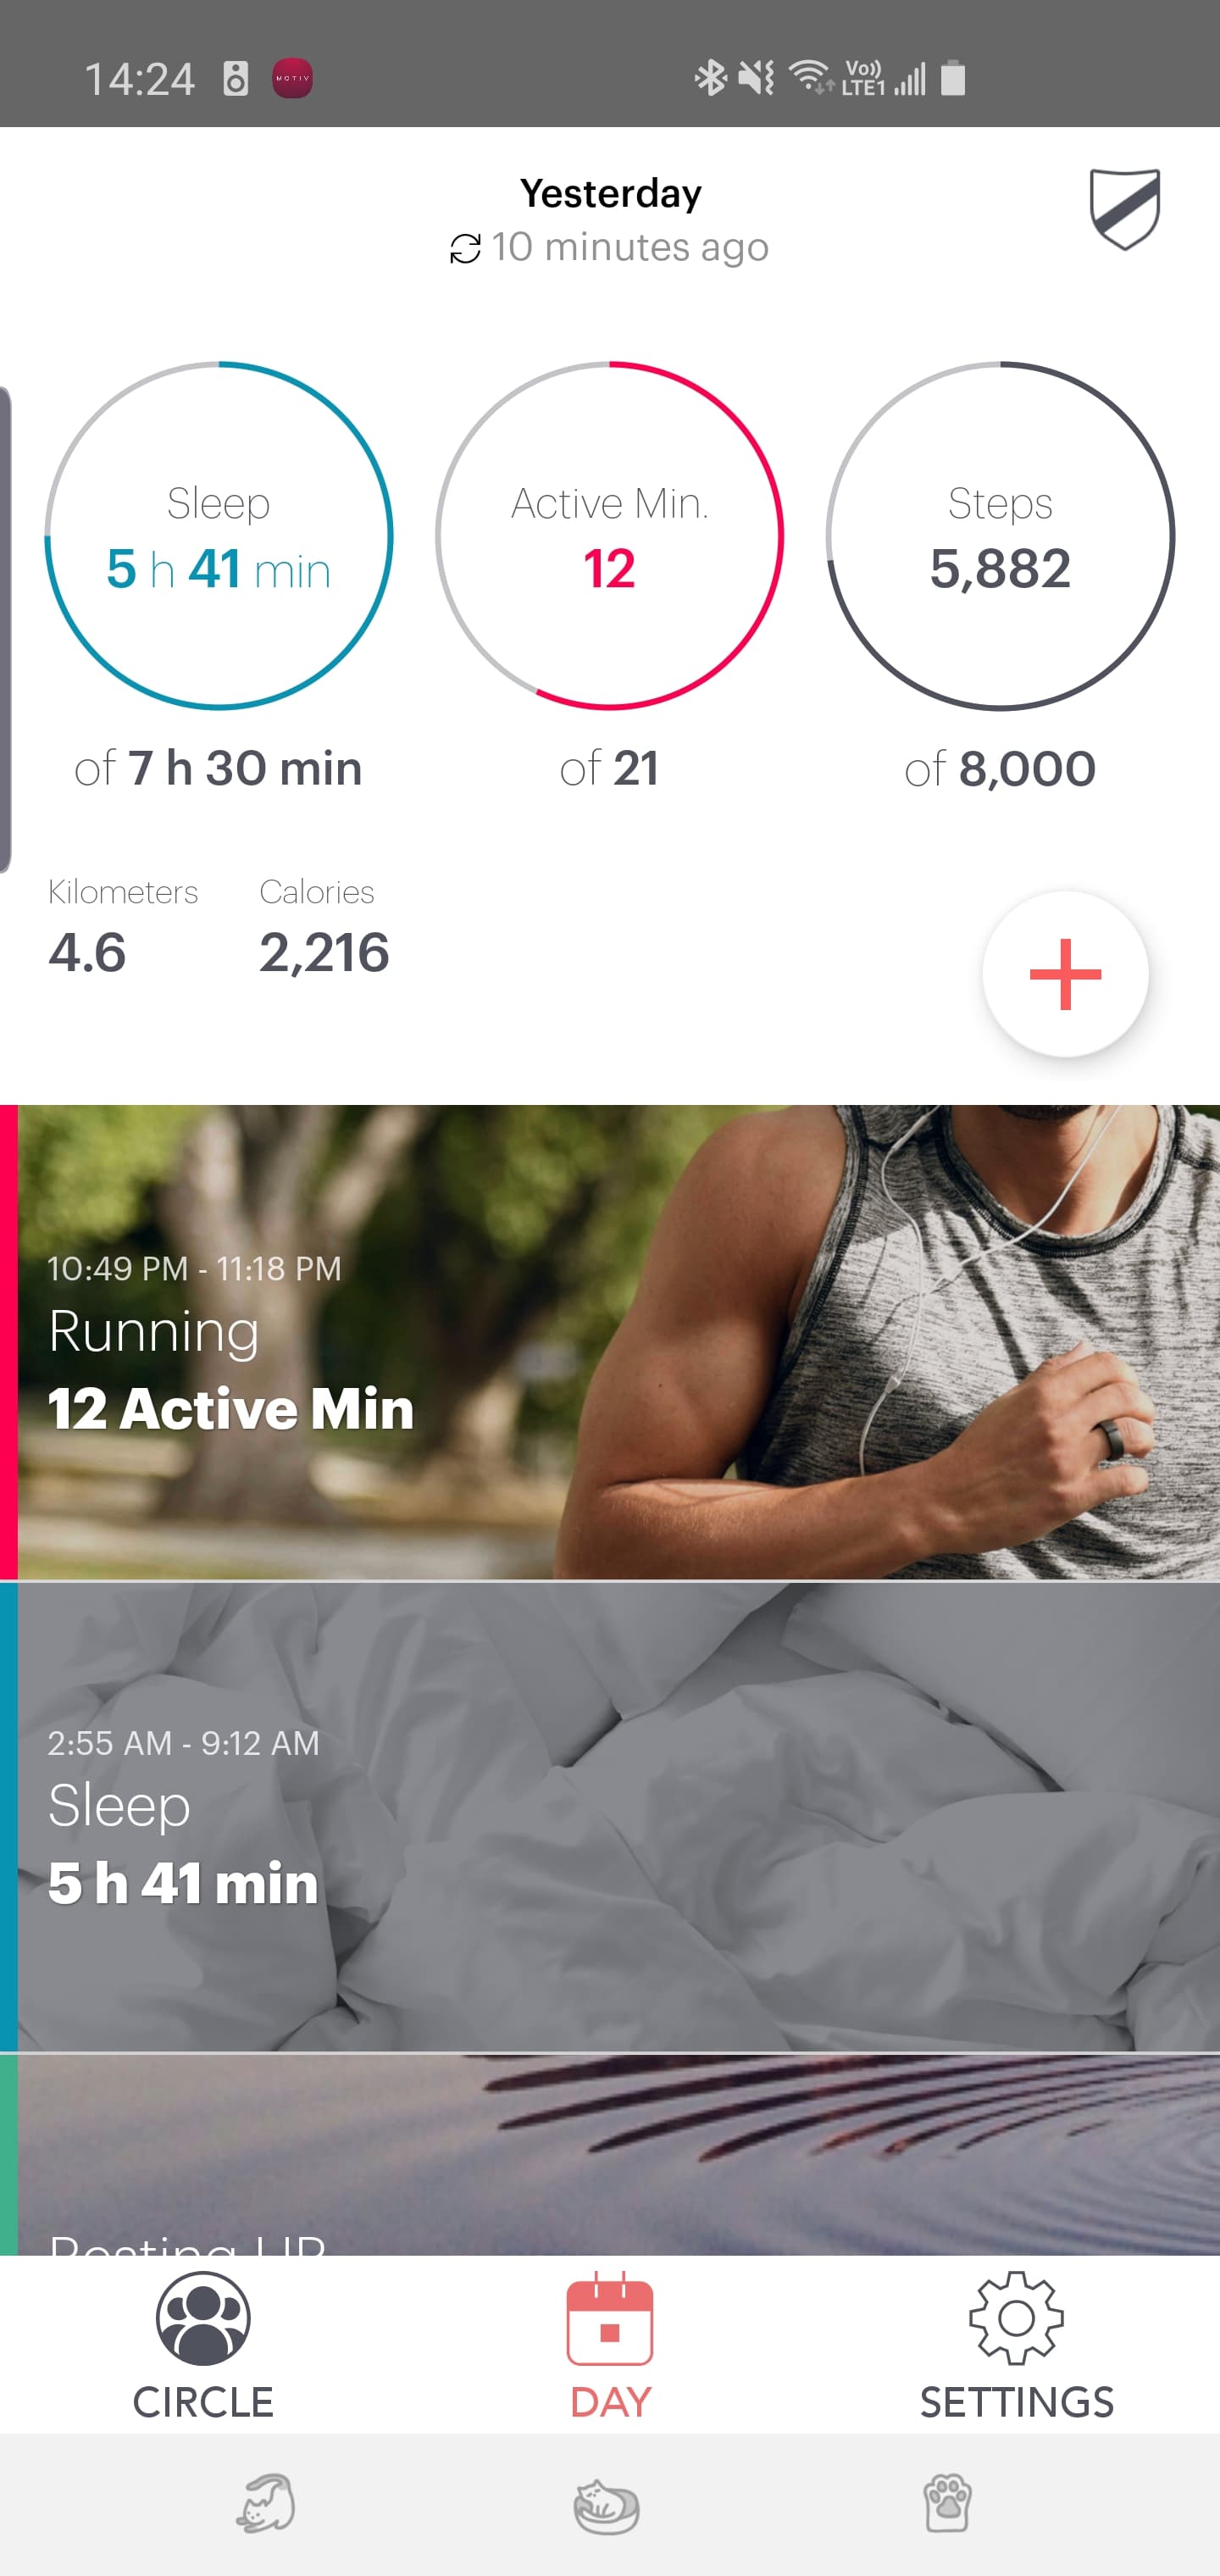 14:24
MOTIV
Vo))
LTE1
Yesterday
10 minutes ago
Sleep
5 h 41 min
of 7 h 30 min
Active Min.
12
of 21
Steps
5,882
of 8,000
Kilometers
4.6
Calories
2,216
10:49 PM - 11:18 PM
Running
12 Active Min
2:55 AM - 9:12 AM
Sleep
5 h 41 min
Resting HR
CIRCLE
DAY
SETTINGS